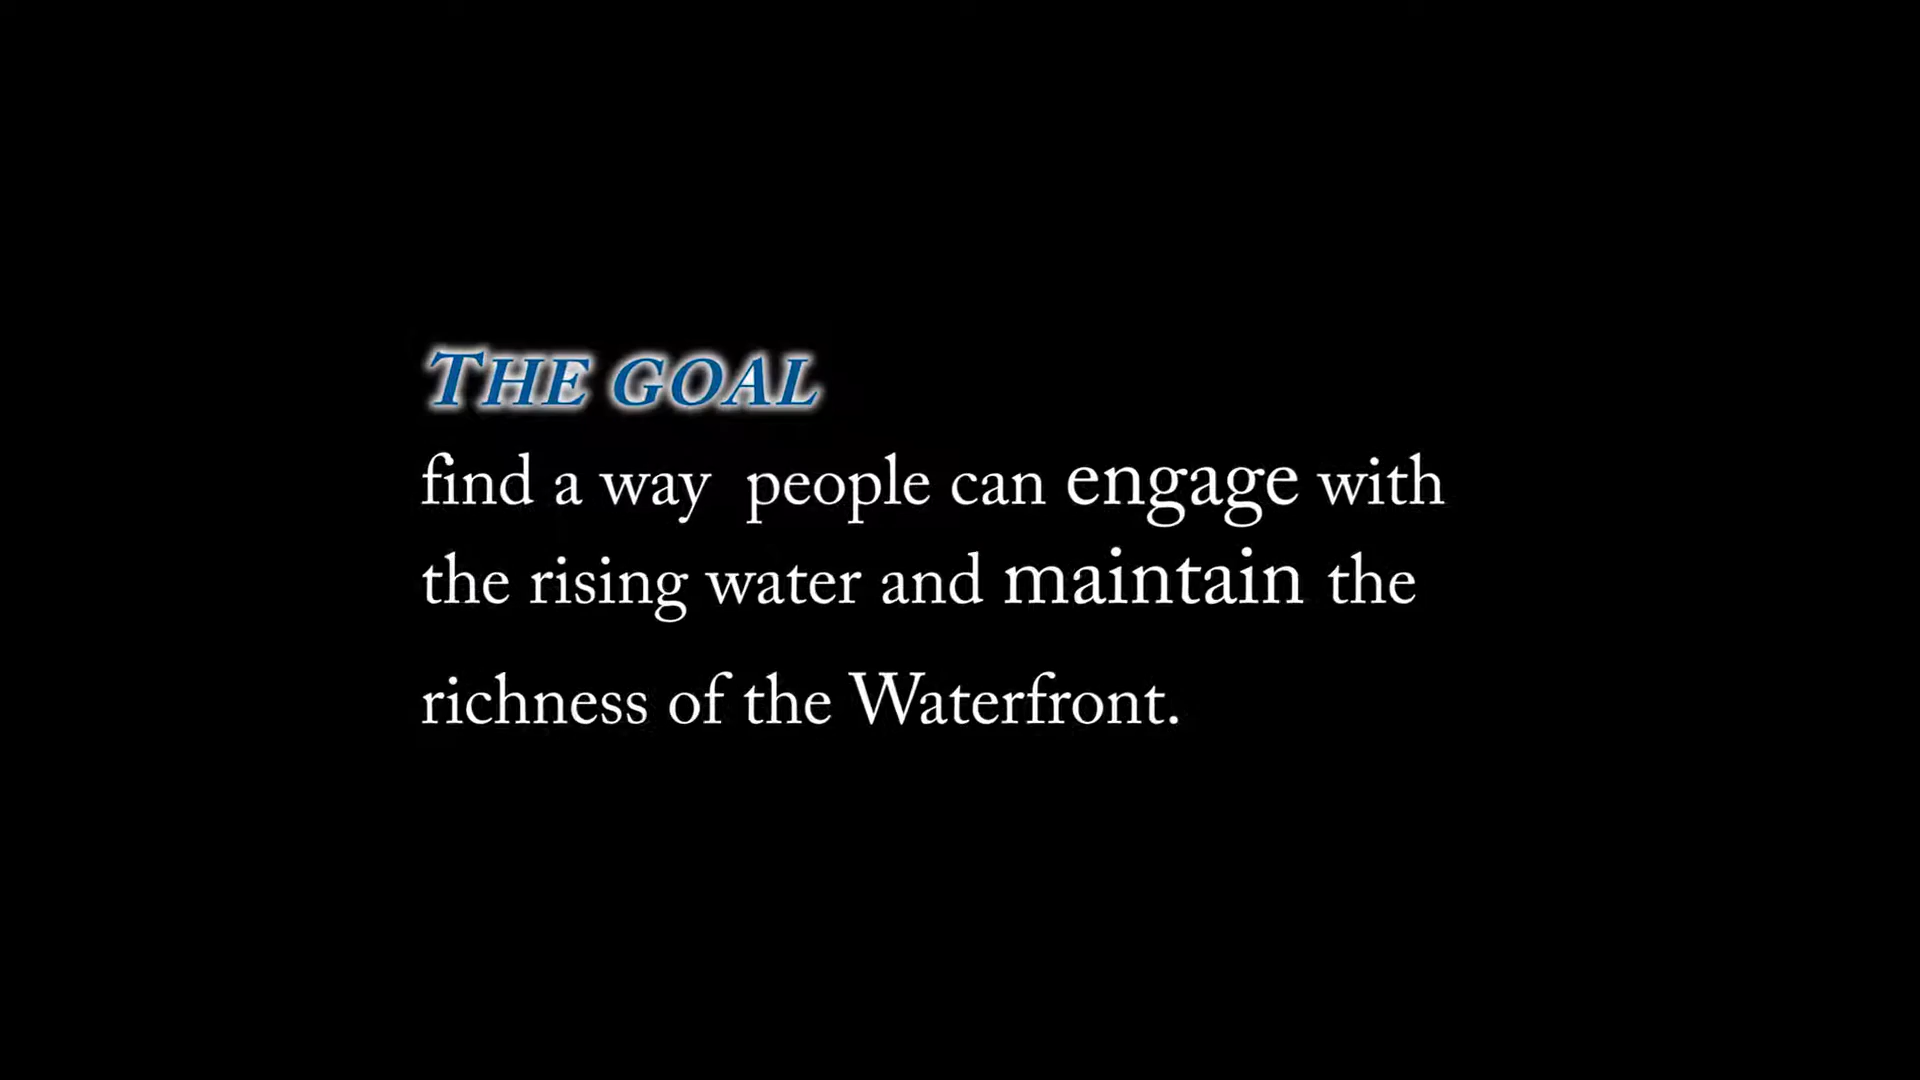 THE GOAL
find a way  people can engage with
the rising water and maintain the
richness of the Waterfront.